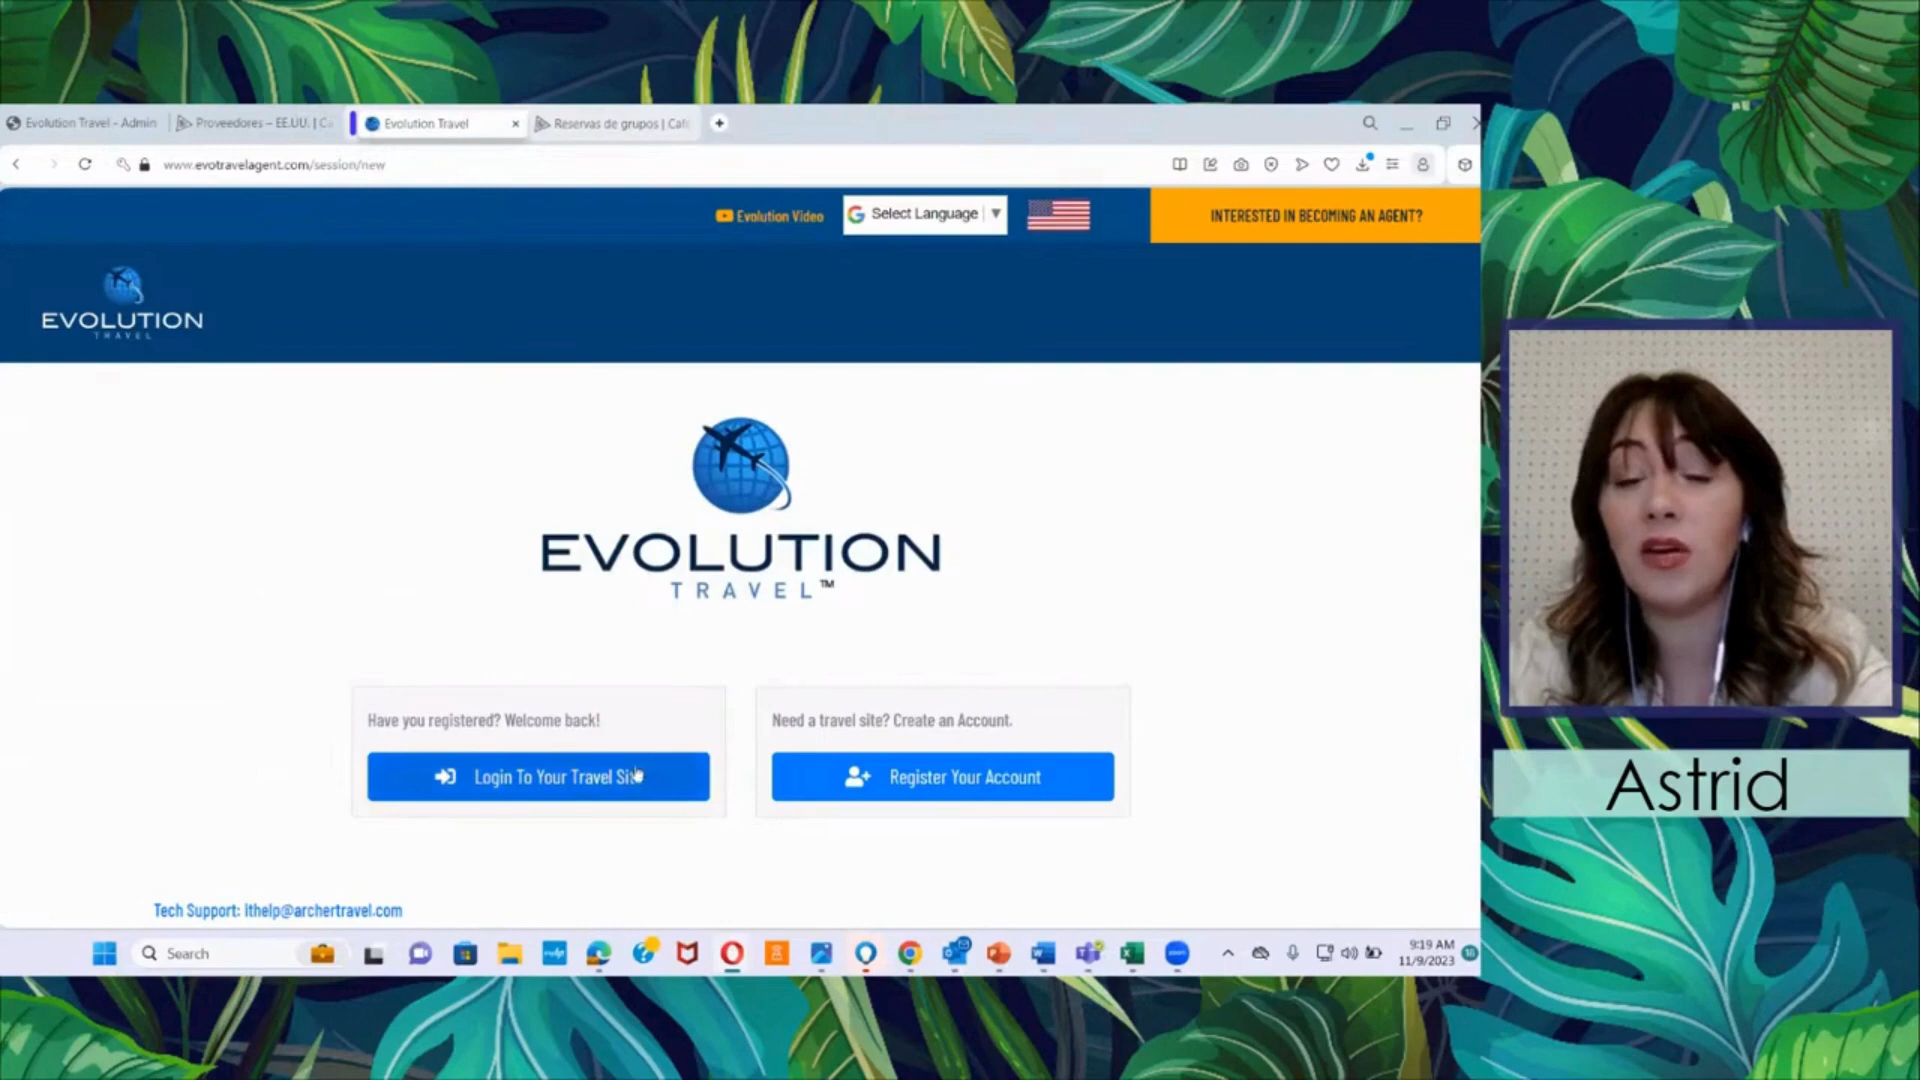 Evolution Travel - Admin
Proveedores – EE.UU. | Ca
Evolution Travel
Reservas de grupos | Café
www.evotravelagent.com/session/new
Evolution Video
Select Language
INTERESTED IN BECOMING AN AGENT?
EVOLUTION
TRAVEL
EVOLUTION
TRAVEL™
Have you registered? Welcome back!
Need a travel site? Create an Account.
Login To Your Travel Site
Register Your Account
Astrid
Tech Support: ithelp@archertravel.com
Search
9:19 AM
11/9/2023